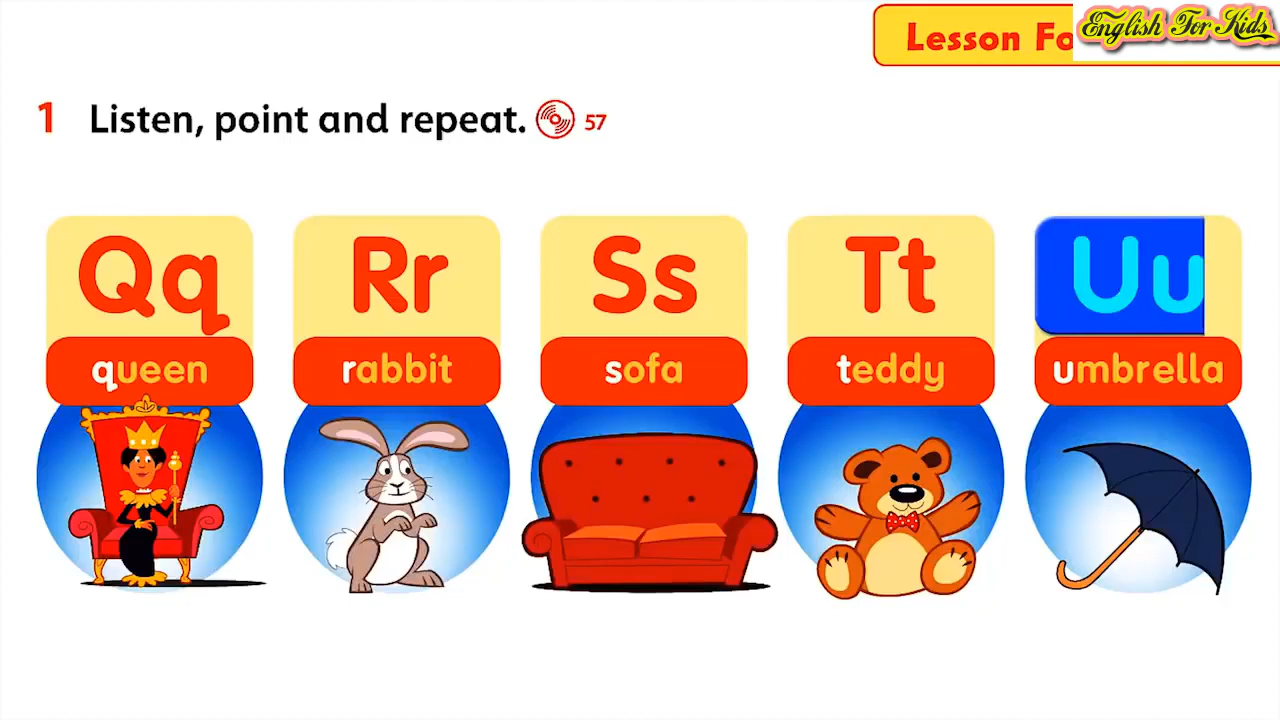 English For Kids
Lesson Fo
1 Listen, point and repeat. 57
Qq Rr Ss Tt Uu
queen rabbit sofa teddy umbrella